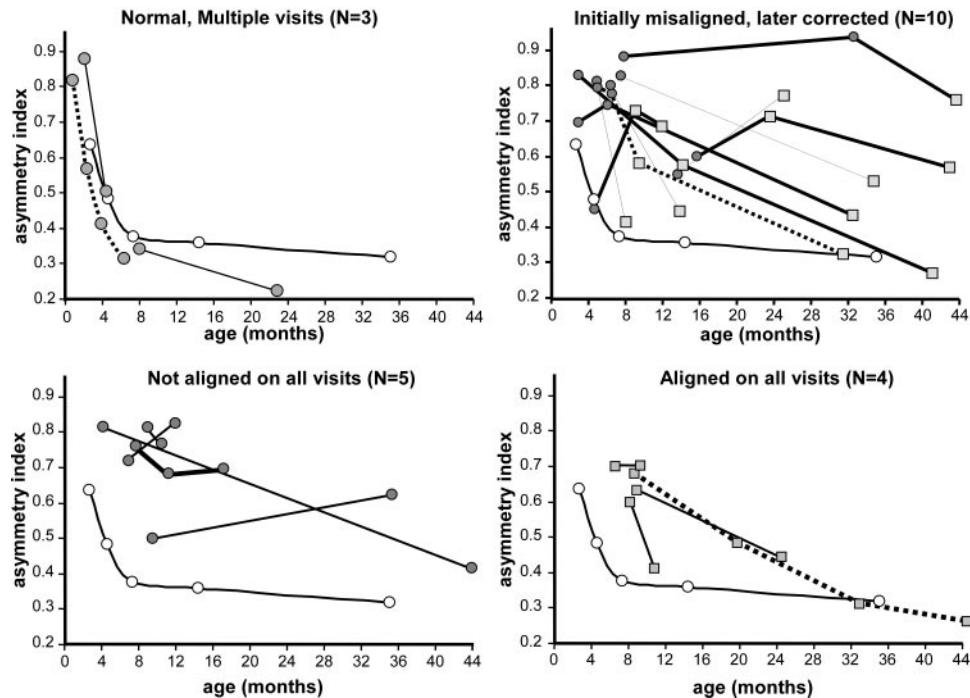 Normal, Multiple visits (N=3)
asymmetry index
0.9
0.8
0.7
0.6
0.5
0.4
0.3
0.2
0 4 8 12 16 20 24 28 32 36 40 44
age (months)
Initially misaligned, later corrected (N=10)
asymmetry index
0.9
0.8
0.7
0.6
0.5
0.4
0.3
0.2
0 4 8 12 16 20 24 28 32 36 40 44
age (months)
Not aligned on all visits (N=5)
asymmetry index
0.9
0.8
0.7
0.6
0.5
0.4
0.3
0.2
0 4 8 12 16 20 24 28 32 36 40 44
age (months)
Aligned on all visits (N=4)
asymmetry index
0.9
0.8
0.7
0.6
0.5
0.4
0.3
0.2
0 4 8 12 16 20 24 28 32 36 40 44
age (months)